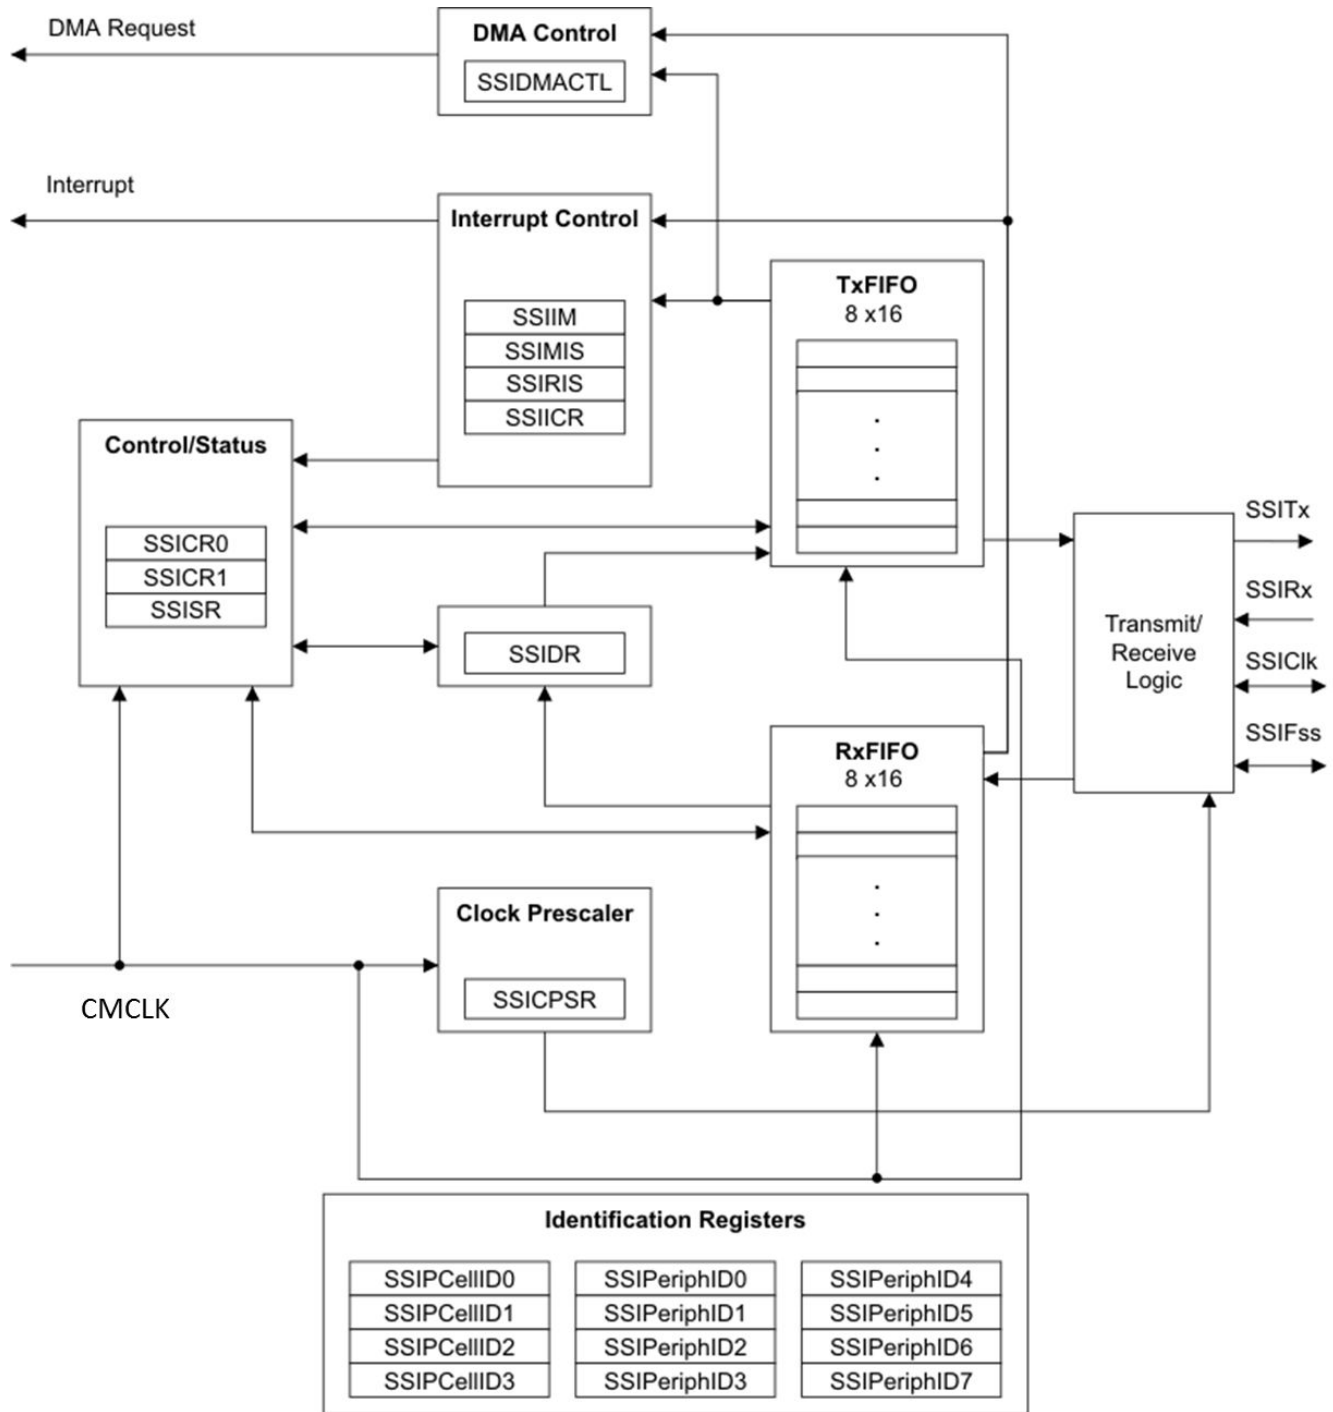 DMA Request
DMA Control
SSIDMACTL
Interrupt
Interrupt Control
SSIIM
SSIMIS
SSIRIS
SSIICR
TxFIFO
8 x16
.
.
.
Control/Status
SSICR0
SSICR1
SSISR
SSIDR
Transmit/
Receive
Logic
SSITx
SSIRx
SSIClk
SSIFss
RxFIFO
8 x16
.
.
.
Clock Prescaler
SSICPSR
CMCLK
Identification Registers
SSIPCellID0
SSIPCellID1
SSIPCellID2
SSIPCellID3
SSIPeriphID0
SSIPeriphID1
SSIPeriphID2
SSIPeriphID3
SSIPeriphID4
SSIPeriphID5
SSIPeriphID6
SSIPeriphID7